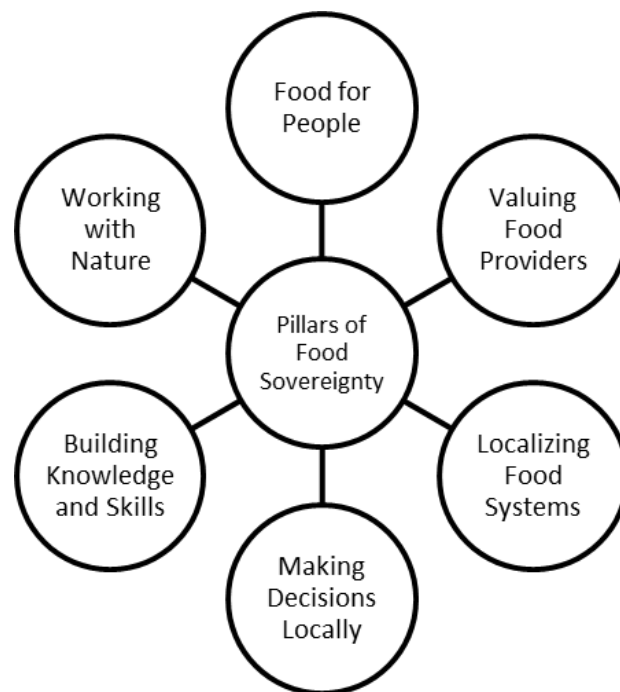 Food for
People
Valuing
Food
Providers
Localizing
Food
Systems
Making
Decisions
Locally
Building
Knowledge
and Skills
Working
with
Nature
Pillars of
Food
Sovereignty